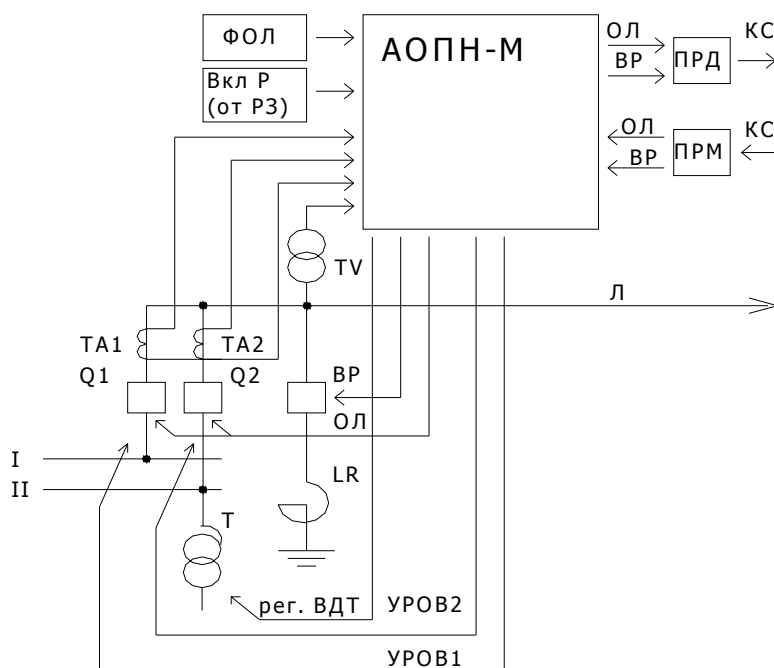 ФОЛ
АОПН-М
ОЛ
КС
ВР
ПРД
Вкл Р
(от РЗ)
ОЛ
КС
ВР
ПРМ
TV
Л
TA1
TA2
Q1
Q2
ВР
ОЛ
I
II
LR
T
рег. ВДТ
УРОВ2
УРОВ1